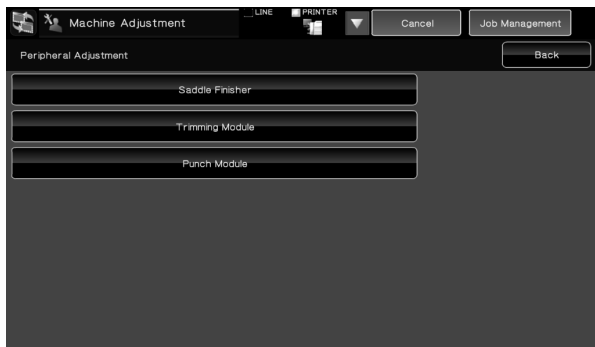 Machine Adjustment
LINE
PRINTER
Cancel
Job Management
Peripheral Adjustment
Back
Saddle Finisher
Trimming Module
Punch Module